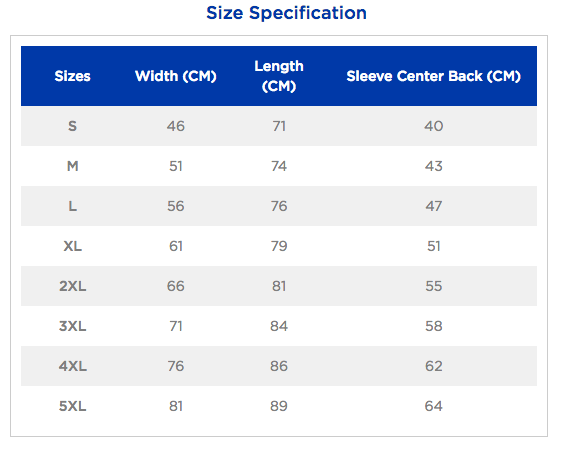 Size Specification
Sizes Width (CM) Length (CM) Sleeve Center Back (CM)
S 46 71 40
M 51 74 43
L 56 76 47
XL 61 79 51
2XL 66 81 55
3XL 71 84 58
4XL 76 86 62
5XL 81 89 64